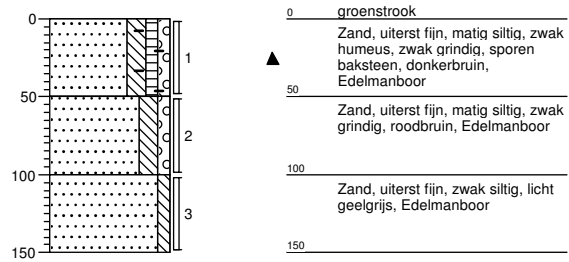 0
50
100
150
1
2
3
0 groenstrook
Zand, uiterst fijn, matig siltig, zwak
humeus, zwak grindig, sporen
baksteen, donkerbruin,
Edelmanboor
50
Zand, uiterst fijn, matig siltig, zwak
grindig, roodbruin, Edelmanboor
100
Zand, uiterst fijn, zwak siltig, licht
geelgrijs, Edelmanboor
150